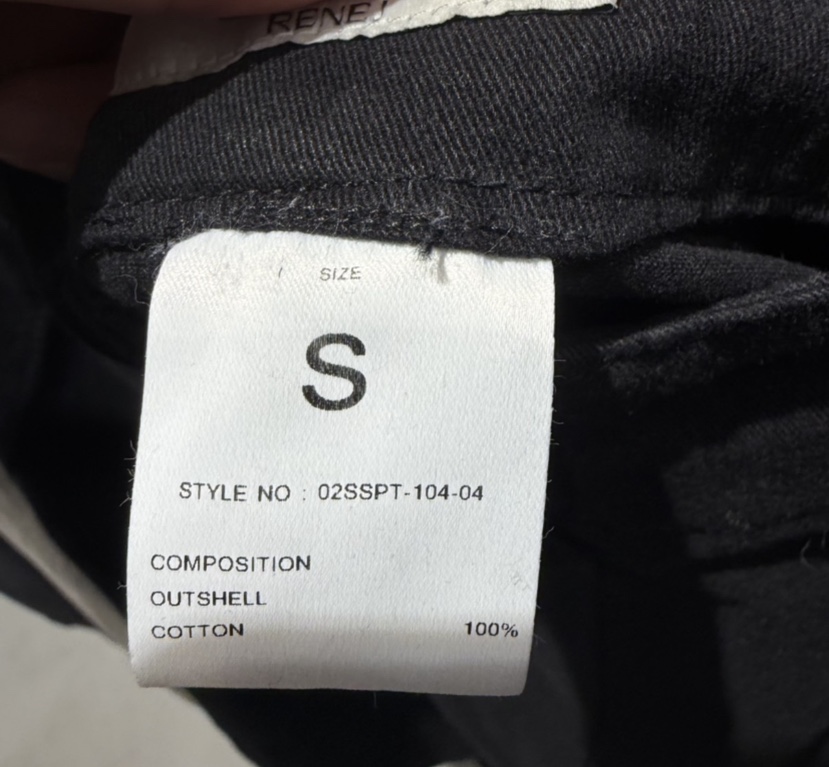 SIZE
S
STYLE NO : 02SSPT-104-04
COMPOSITION
OUTSHELL
COTTON 100%